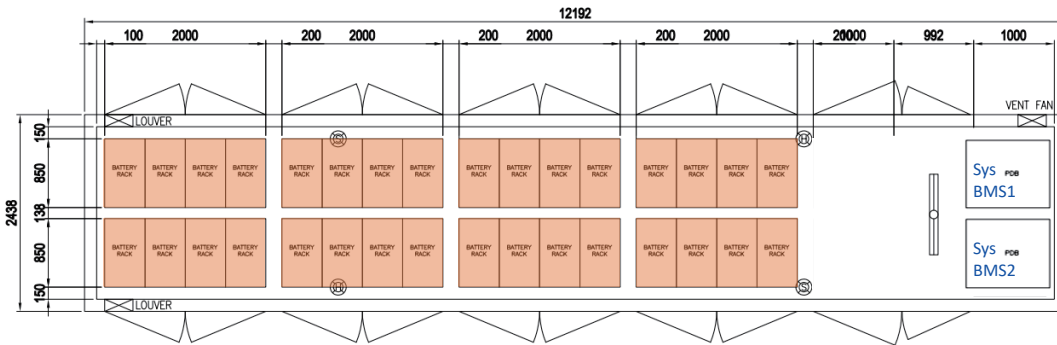 12192
100 2000 200 2000 200 2000 200 2000 992 1000
VENT FAN
LOUVER
150
850
138
850
150
2438
S H
BATTERY RACK BATTERY RACK BATTERY RACK BATTERY RACK
BATTERY RACK BATTERY RACK BATTERY RACK BATTERY RACK
BATTERY RACK BATTERY RACK BATTERY RACK BATTERY RACK
BATTERY RACK BATTERY RACK BATTERY RACK BATTERY RACK
Sys PDB
BMS1
BATTERY RACK BATTERY RACK BATTERY RACK BATTERY RACK
BATTERY RACK BATTERY RACK BATTERY RACK BATTERY RACK
BATTERY RACK BATTERY RACK BATTERY RACK BATTERY RACK
BATTERY RACK BATTERY RACK BATTERY RACK BATTERY RACK
Sys PDB
BMS2
H S
LOUVER